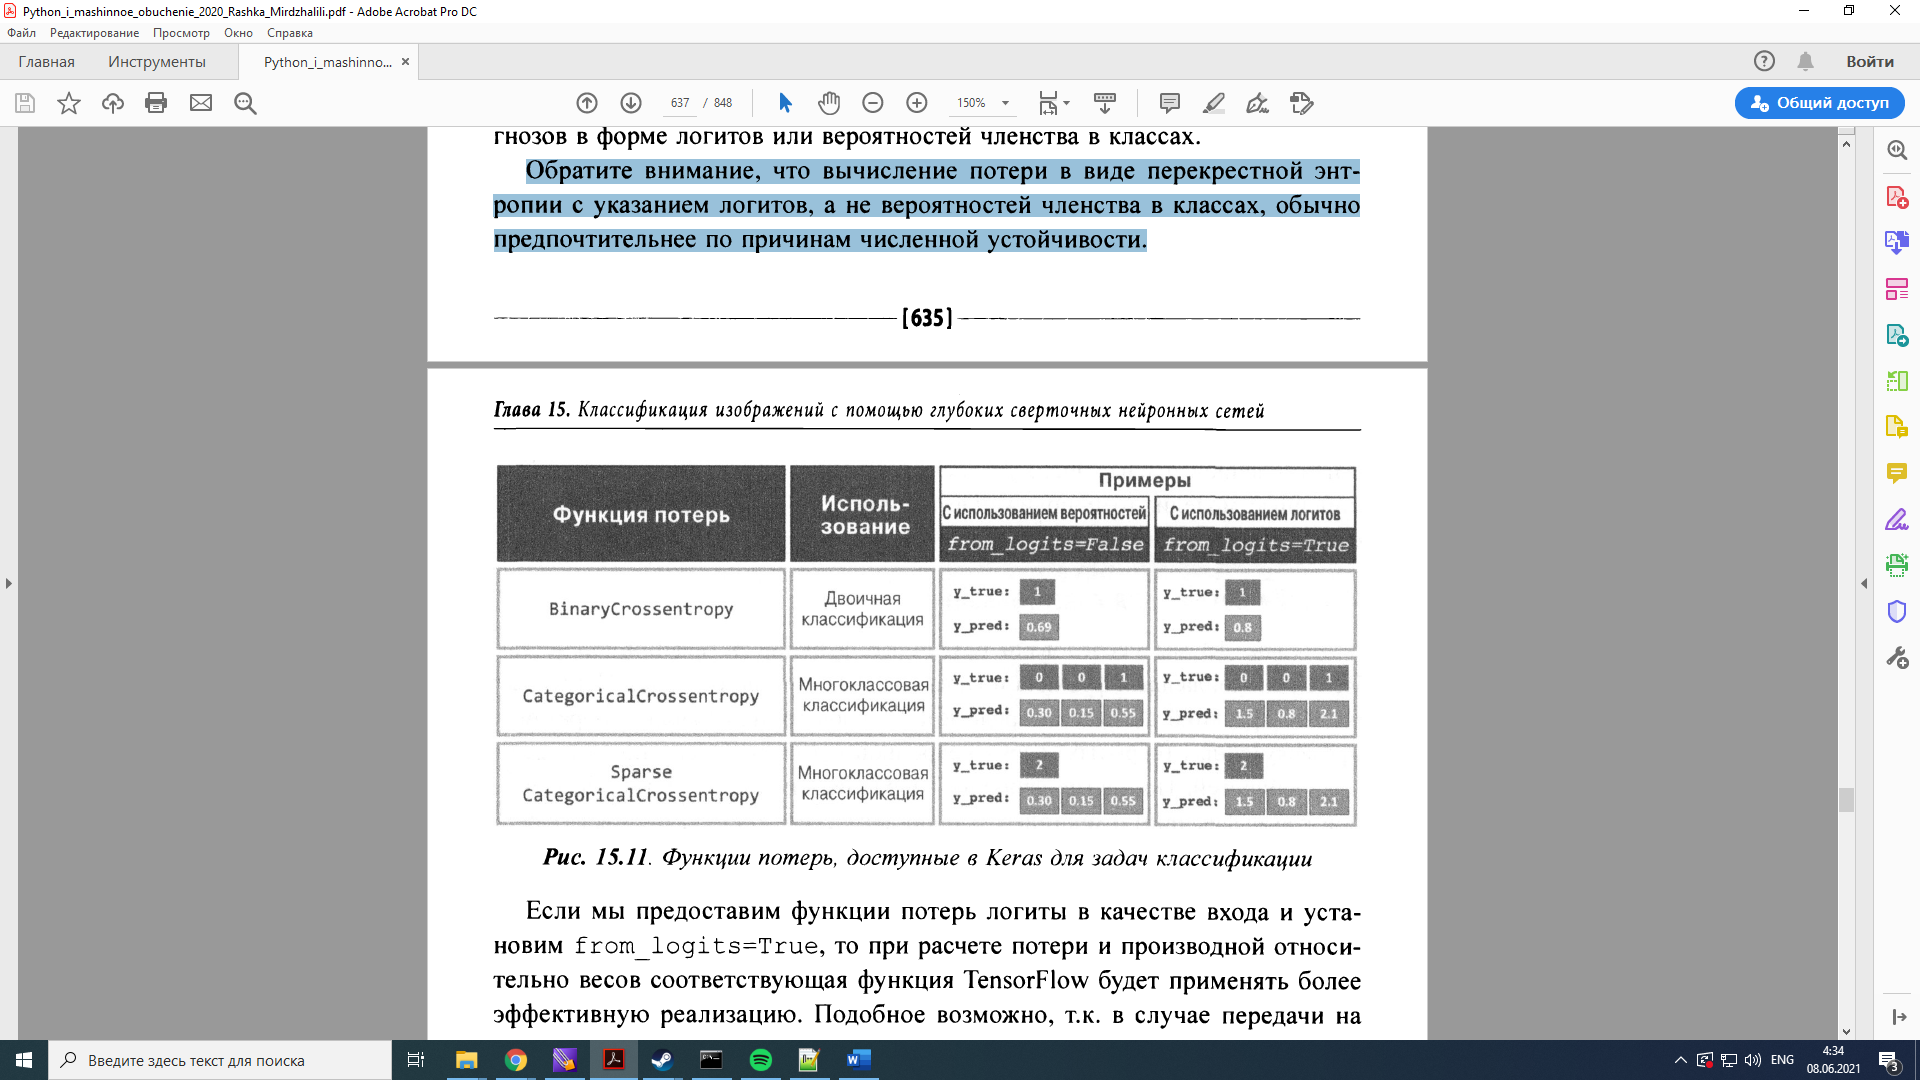 Python_i_mashinnoe_obuchenie_2020_Rashka_Mirdzhalili.pdf - Adobe Acrobat Pro DC
Файл Редактирование Просмотр Окно Справка
Главная Инструменты Python_i_mashinno... × Войти
637 / 848 150% Общий доступ
гнозов в форме логитов или вероятностей членства в классах.
Обратите внимание, что вычисление потери в виде перекрестной энт-
ропии с указанием логитов, а не вероятностей членства в классах, обычно
предпочтительнее по причинам численной устойчивости.
[635]
Глава 15. Классификация изображений с помощью глубоких сверточных нейронных сетей
Функция потерь
Исполь-
зование
Примеры
С использованием вероятностей С использованием логитов
from_logits=False from_logits=True
BinaryCrossentropy
Двоичная
классификация
y_true: 1
y_pred: 0.69
y_true: 1
y_pred: 0.8
CategoricalCrossentropy
Многоклассовая
классификация
y_true: 0 0 1
y_pred: 0.30 0.15 0.55
y_true: 0 0 1
y_pred: 1.5 0.8 2.1
Sparse
CategoricalCrossentropy
Многоклассовая
классификация
y_true: 2
y_pred: 0.30 0.15 0.55
y_true: 2
y_pred: 1.5 0.8 2.1
Рис. 15.11. Функции потерь, доступные в Keras для задач классификации
Если мы предоставим функции потерь логиты в качестве входа и уста-
новим from_logits=True, то при расчете потери и производной относи-
тельно весов соответствующая функция TensorFlow будет применять более
эффективную реализацию. Подобное возможно, т.к. в случае передачи на
Введите здесь текст для поиска
ENG
4:34
08.06.2021
3